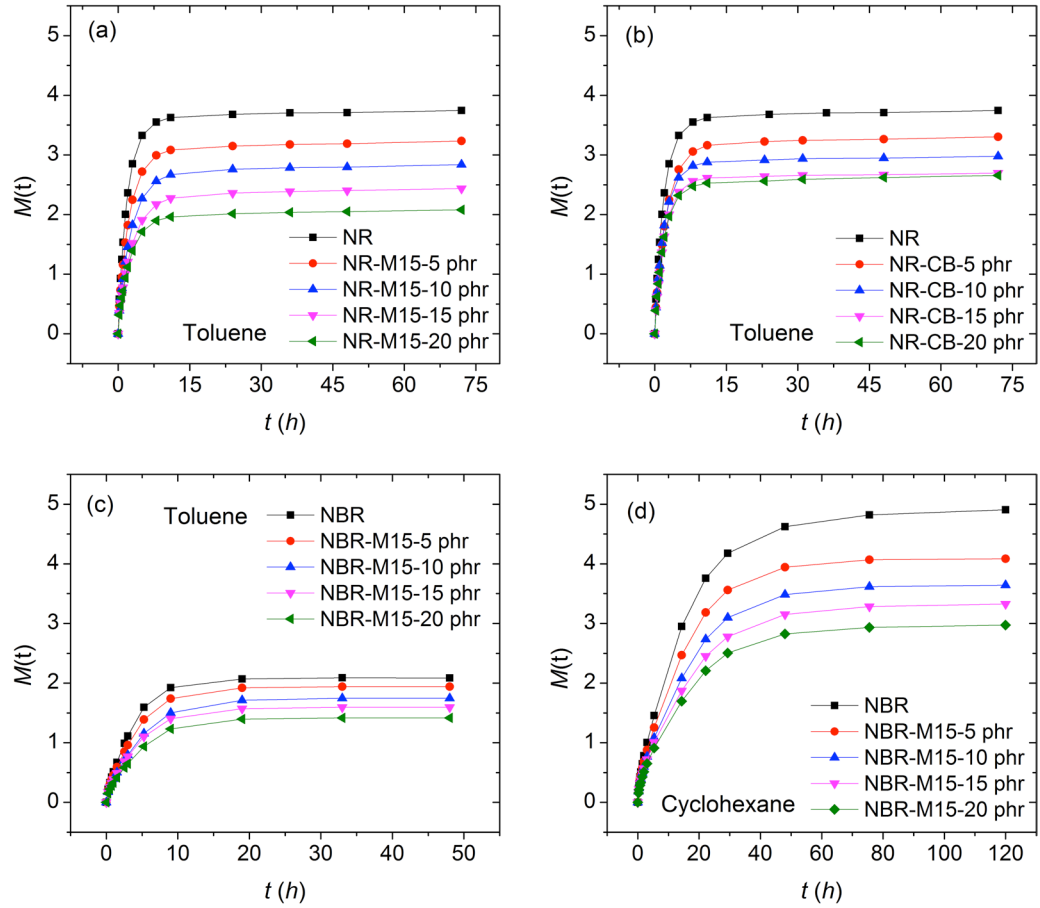 (a)
5
4
3
2
1
0
M(t)
NR
NR-M15-5 phr
NR-M15-10 phr
NR-M15-15 phr
NR-M15-20 phr
Toluene
0 15 30 45 60 75
t (h)
(b)
5
4
3
2
1
0
M(t)
NR
NR-CB-5 phr
NR-CB-10 phr
NR-CB-15 phr
NR-CB-20 phr
Toluene
0 15 30 45 60 75
t (h)
(c)
Toluene
5
4
3
2
1
0
M(t)
NBR
NBR-M15-5 phr
NBR-M15-10 phr
NBR-M15-15 phr
NBR-M15-20 phr
0 10 20 30 40 50
t (h)
(d)
5
4
3
2
1
0
M(t)
NBR
NBR-M15-5 phr
NBR-M15-10 phr
NBR-M15-15 phr
NBR-M15-20 phr
Cyclohexane
0 20 40 60 80 100 120
t (h)